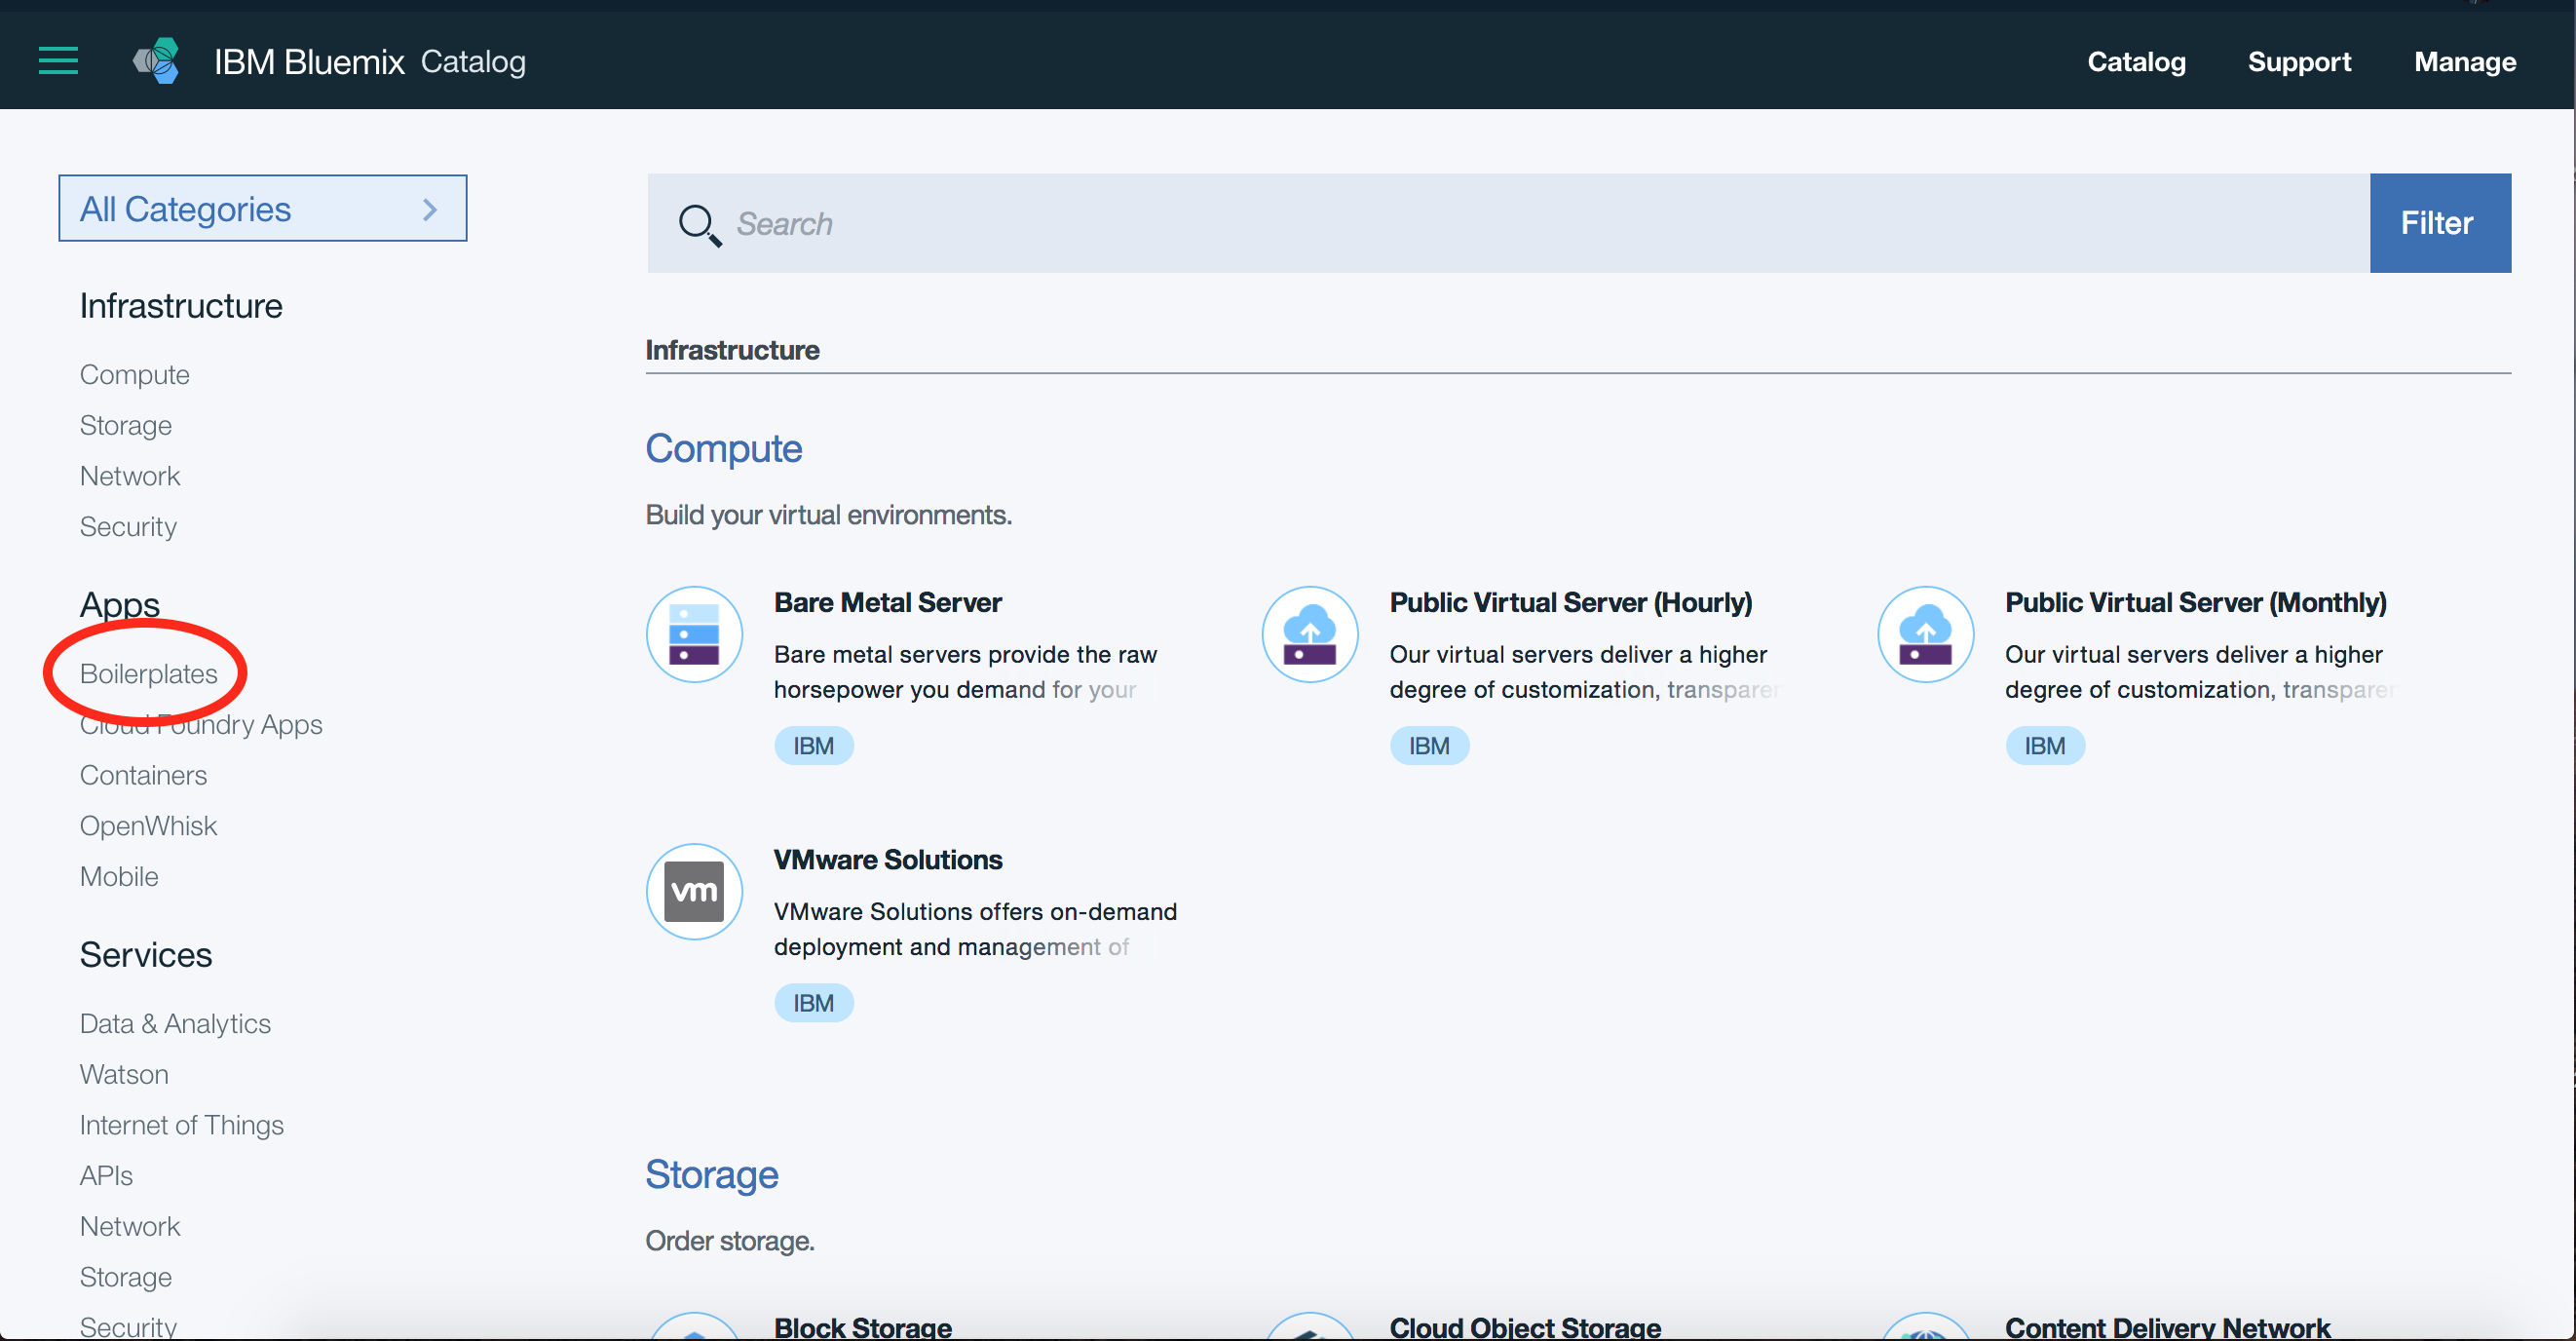 IBM Bluemix Catalog
Catalog Support Manage
All Categories
Infrastructure
Compute
Storage
Network
Security
Apps
Boilerplates
Cloud Foundry Apps
Containers
OpenWhisk
Mobile
Services
Data & Analytics
Watson
Internet of Things
APIs
Network
Storage
Security
Search
Filter
Infrastructure
Compute
Build your virtual environments.
Bare Metal Server
Bare metal servers provide the raw
horsepower you demand for your
IBM
Public Virtual Server (Hourly)
Our virtual servers deliver a higher
degree of customization, transparen
IBM
Public Virtual Server (Monthly)
Our virtual servers deliver a higher
degree of customization, transparen
IBM
vm
VMware Solutions
VMware Solutions offers on-demand
deployment and management of
IBM
Storage
Order storage.
Block Storage
Cloud Object Storage
Content Delivery Network